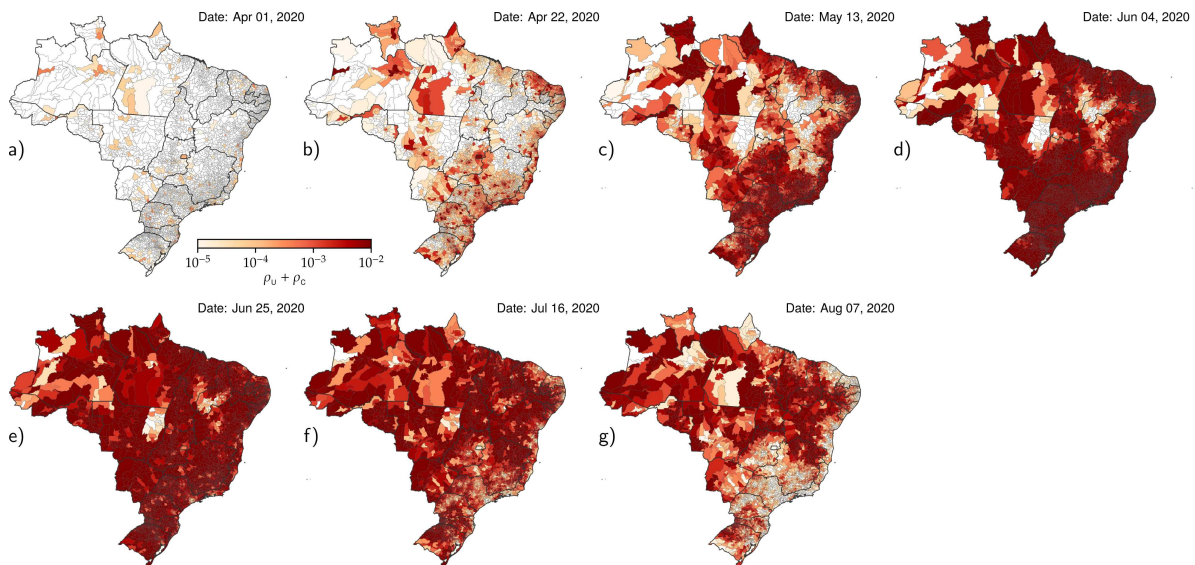 Date: Apr 01, 2020
Date: Apr 22, 2020
Date: May 13, 2020
Date: Jun 04, 2020
a)
b)
c)
d)
10⁻⁵
10⁻⁴
10⁻³
10⁻²
ρ_U + ρ_C
Date: Jun 25, 2020
Date: Jul 16, 2020
Date: Aug 07, 2020
e)
f)
g)